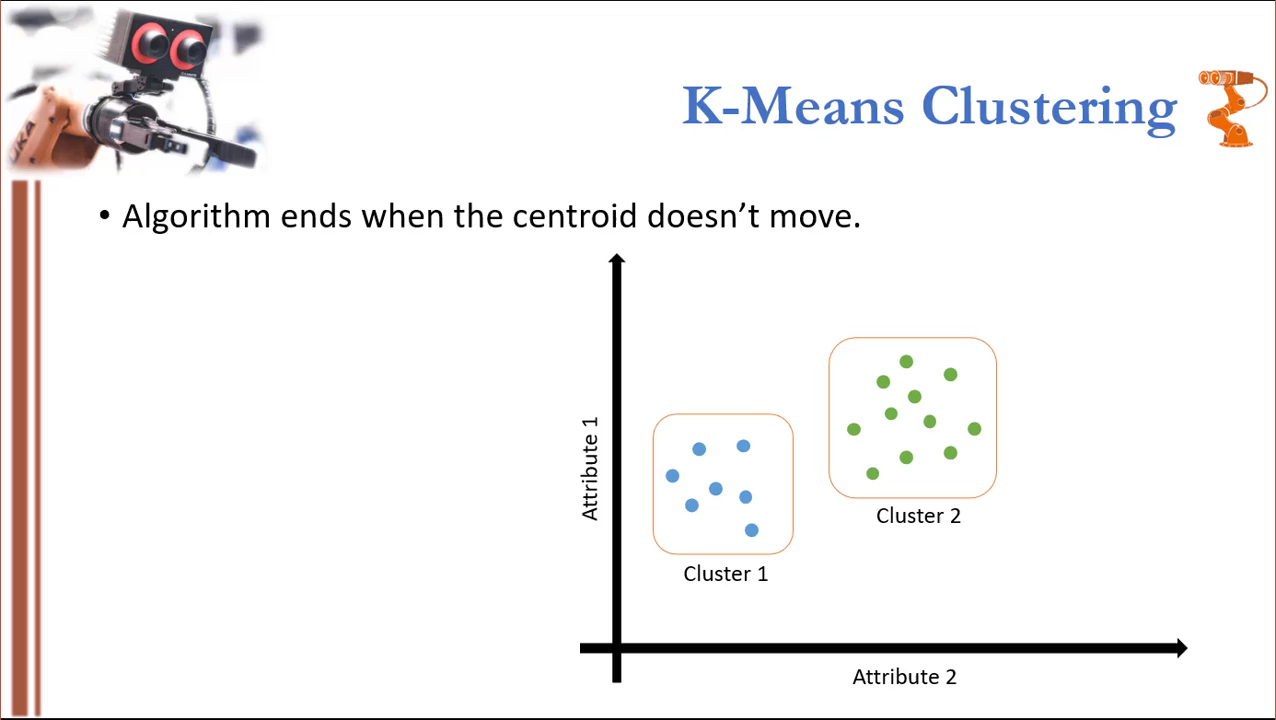 K-Means Clustering
• Algorithm ends when the centroid doesn’t move.
Attribute 1
Cluster 2
Cluster 1
Attribute 2